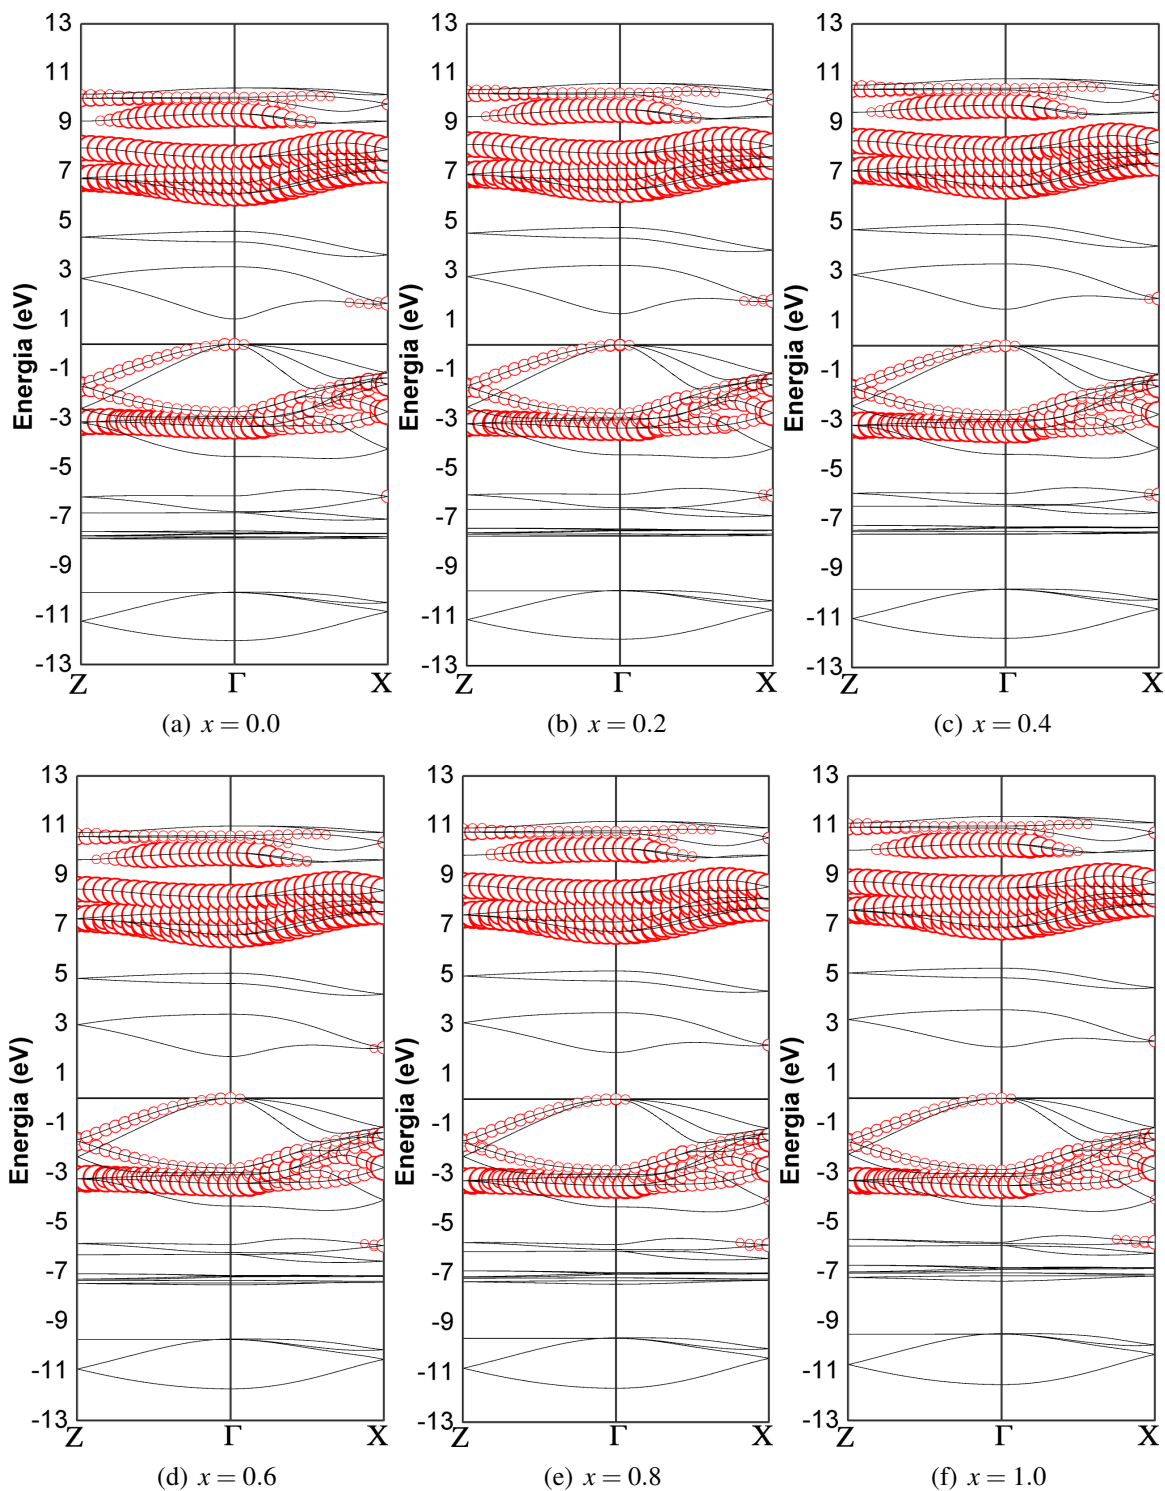 13 13 13
11 11 11
9 9 9
7 7 7
5 5 5
3 3 3
1 1 1
-1 -1 -1
-3 -3 -3
-5 -5 -5
-7 -7 -7
-9 -9 -9
-11 -11 -11
-13 -13 -13
Energia (eV) Energia (eV) Energia (eV)
Z Γ X Z Γ X Z Γ X
(a) x = 0.0 (b) x = 0.2 (c) x = 0.4
13 13 13
11 11 11
9 9 9
7 7 7
5 5 5
3 3 3
1 1 1
-1 -1 -1
-3 -3 -3
-5 -5 -5
-7 -7 -7
-9 -9 -9
-11 -11 -11
-13 -13 -13
Energia (eV) Energia (eV) Energia (eV)
Z Γ X Z Γ X Z Γ X
(d) x = 0.6 (e) x = 0.8 (f) x = 1.0